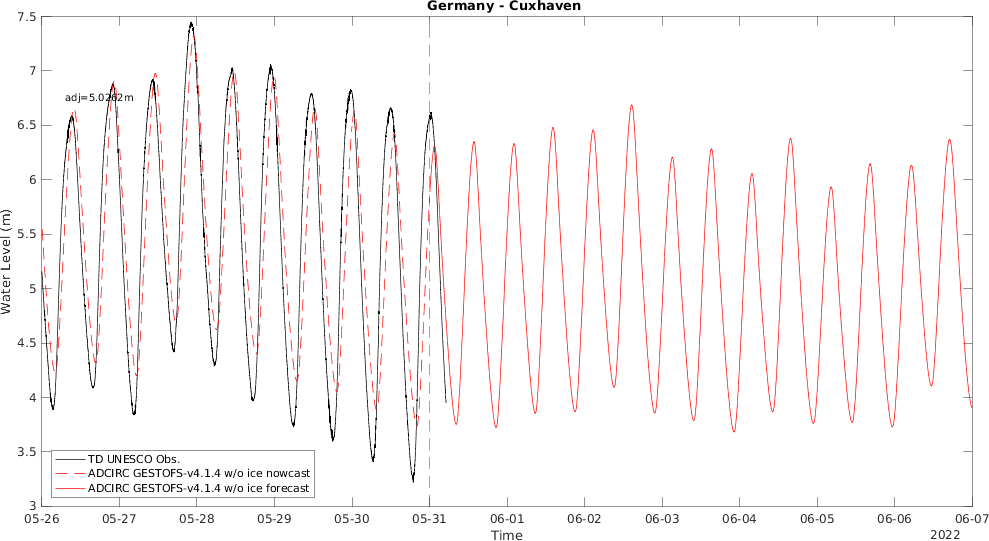 Germany - Cuxhaven
7.5
7
6.5
6
5.5
5
4.5
4
3.5
3
Water Level (m)
adj=5.0262m
TD UNESCO Obs.
ADCIRC GESTOFS-v4.1.4 w/o ice nowcast
ADCIRC GESTOFS-v4.1.4 w/o ice forecast
05-26 05-27 05-28 05-29 05-30 05-31 06-01 06-02 06-03 06-04 06-05 06-06 06-07
Time
2022